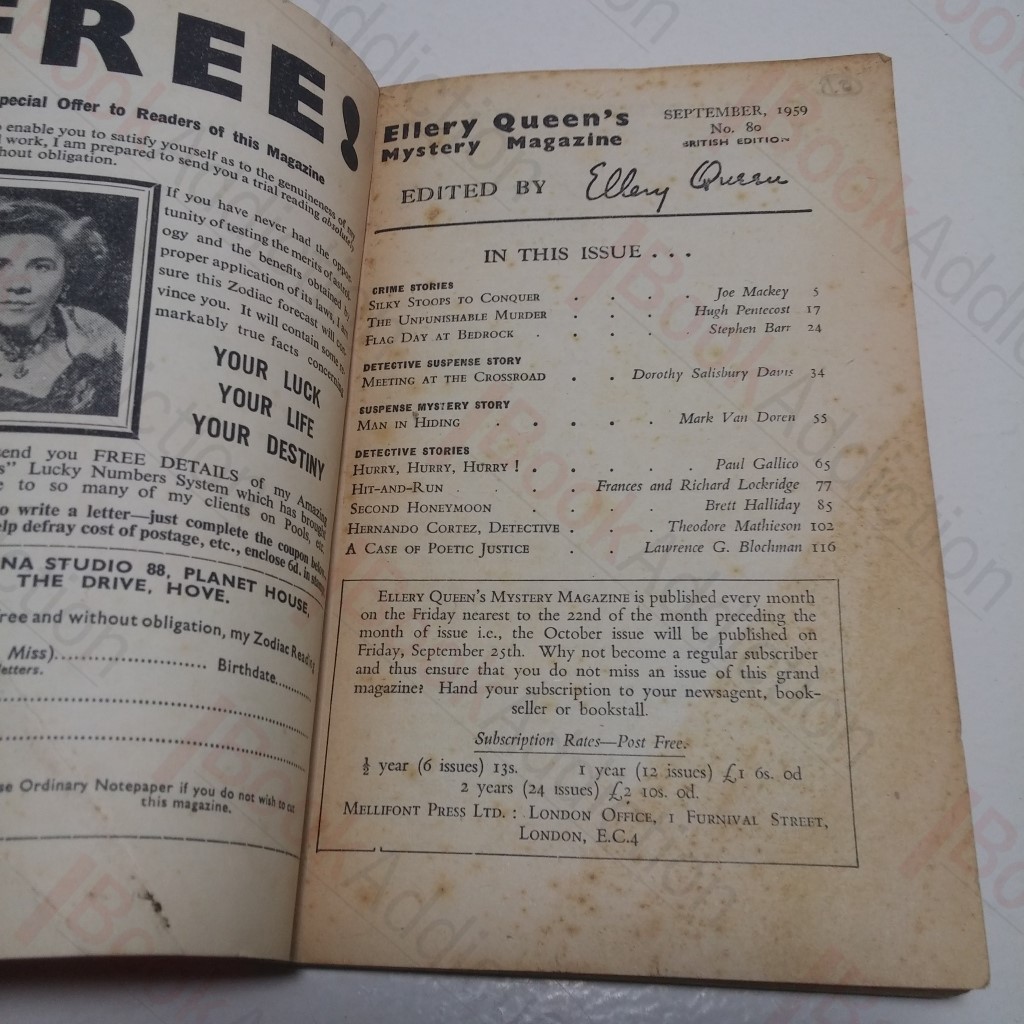 FREE!
pecial Offer to Readers of this Magazine
enable you to satisfy yourself as to the genuineness of my
work, I am prepared to send you a trial reading absolutely
hout obligation.
If you have never had the oppor-
tunity of testing the merits of astrol-
ogy and the benefits obtained by
proper application of its laws, I am
sure this Zodiac forecast will con-
vince you. It will contain some re-
markably true facts concerning
YOUR LUCK
YOUR LIFE
YOUR DESTINY
send you FREE DETAILS of my Amazing
s" Lucky Numbers System which has brought
e to so many of my clients on Pools, etc.
to write a letter—just complete the coupon below.
elp defray cost of postage, etc., enclose 6d. in stamps
NA STUDIO 88, PLANET HOUSE,
THE DRIVE, HOVE.
ree and without obligation, my Zodiac Reading
Miss)............................ Birthdate..........
letters.
se Ordinary Notepaper if you do not wish to cut
this magazine.
Ellery Queen's
Mystery Magazine
SEPTEMBER, 1959
No. 80
BRITISH EDITION
EDITED BY Ellery Queen
IN THIS ISSUE . . .
CRIME STORIES
SILKY STOOPS TO CONQUER . . . . Joe Mackey 5
THE UNPUNISHABLE MURDER . . . Hugh Pentecost 17
FLAG DAY AT BEDROCK . . . Stephen Barr 24
DETECTIVE SUSPENSE STORY
MEETING AT THE CROSSROAD . . Dorothy Salisbury Davis 34
SUSPENSE MYSTERY STORY
MAN IN HIDING . . . . . Mark Van Doren 55
DETECTIVE STORIES
HURRY, HURRY, HURRY ! . . . . . Paul Gallico 65
HIT-AND-RUN . . . . Frances and Richard Lockridge 77
SECOND HONEYMOON . . . . Brett Halliday 85
HERNANDO CORTEZ, DETECTIVE . . . Theodore Mathieson 102
A CASE OF POETIC JUSTICE . . Lawrence G. Blochman 116
ELLERY QUEEN'S MYSTERY MAGAZINE is published every month
on the Friday nearest to the 22nd of the month preceding the
month of issue i.e., the October issue will be published on
Friday, September 25th. Why not become a regular subscriber
and thus ensure that you do not miss an issue of this grand
magazine? Hand your subscription to your newsagent, book-
seller or bookstall.
Subscription Rates—Post Free.
½ year (6 issues) 13s. 1 year (12 issues) £1 6s. 0d
2 years (24 issues) £2 10s. 0d.
MELLIFONT PRESS LTD. : LONDON OFFICE, 1 FURNIVAL STREET,
LONDON, E.C.4